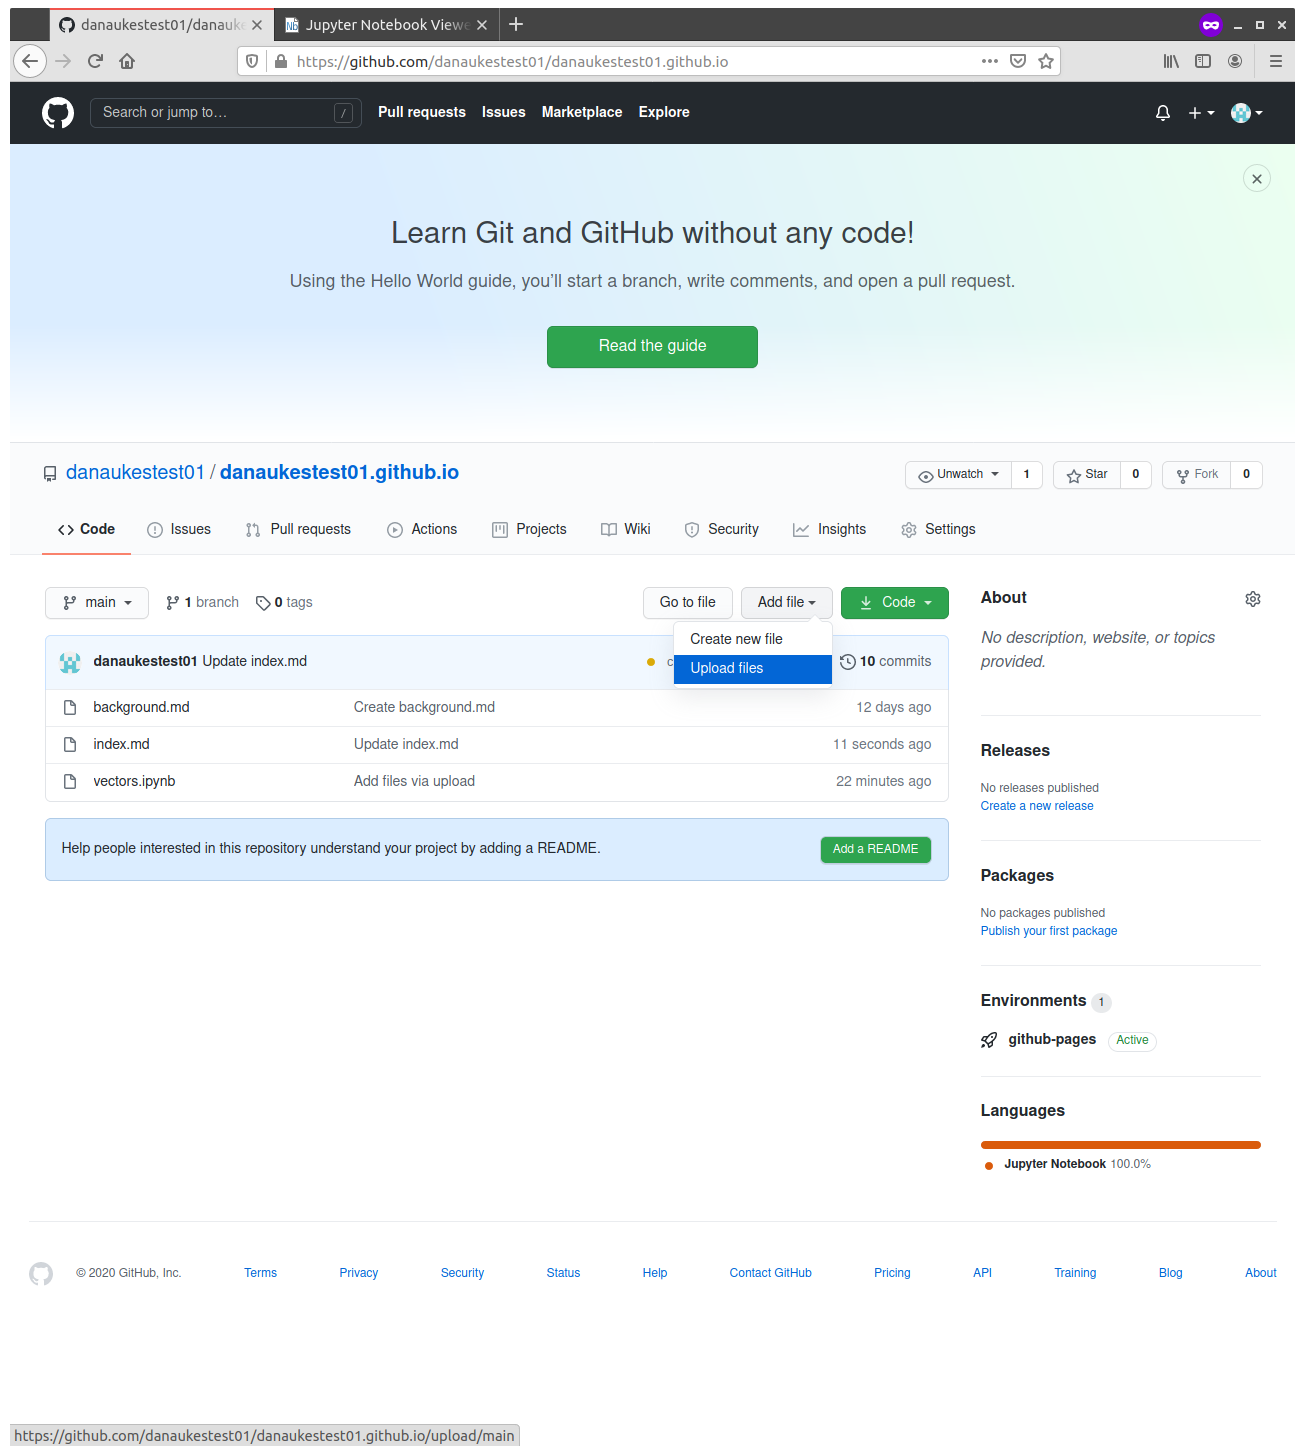 danaukestest01/danauke
Jupyter Notebook Viewe
https://github.com/danaukestest01/danaukestest01.github.io
Search or jump to… /
Pull requests Issues Marketplace Explore
Learn Git and GitHub without any code!
Using the Hello World guide, you’ll start a branch, write comments, and open a pull request.
Read the guide
danaukestest01 / danaukestest01.github.io
Unwatch 1 Star 0 Fork 0
Code Issues Pull requests Actions Projects Wiki Security Insights Settings
main 1 branch 0 tags Go to file Add file Code
Create new file
Upload files
danaukestest01 Update index.md 10 commits
background.md Create background.md 12 days ago
index.md Update index.md 11 seconds ago
vectors.ipynb Add files via upload 22 minutes ago
Help people interested in this repository understand your project by adding a README.
Add a README
About
No description, website, or topics
provided.
Releases
No releases published
Create a new release
Packages
No packages published
Publish your first package
Environments 1
github-pages Active
Languages
Jupyter Notebook 100.0%
© 2020 GitHub, Inc. Terms Privacy Security Status Help Contact GitHub Pricing API Training Blog About
https://github.com/danaukestest01/danaukestest01.github.io/upload/main